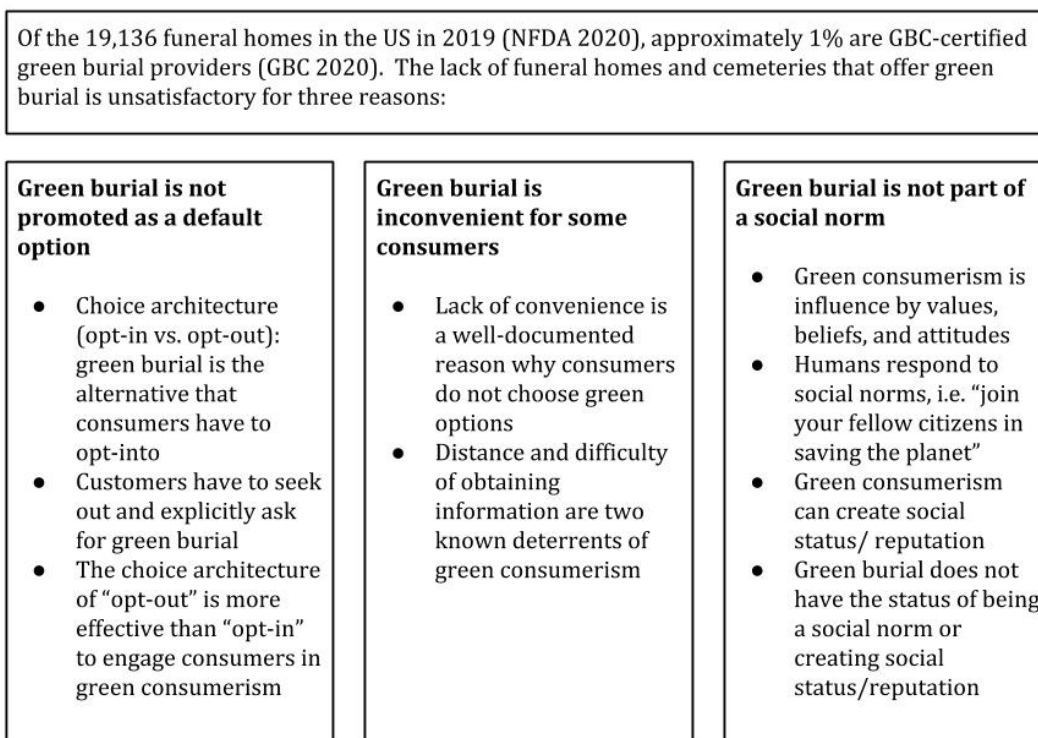 Of the 19,136 funeral homes in the US in 2019 (NFDA 2020), approximately 1% are GBC-certified
green burial providers (GBC 2020).  The lack of funeral homes and cemeteries that offer green
burial is unsatisfactory for three reasons:
Green burial is not
promoted as a default
option
● Choice architecture
(opt-in vs. opt-out):
green burial is the
alternative that
consumers have to
opt-into
● Customers have to seek
out and explicitly ask
for green burial
● The choice architecture
of “opt-out” is more
effective than “opt-in”
to engage consumers in
green consumerism
Green burial is
inconvenient for some
consumers
● Lack of convenience is
a well-documented
reason why consumers
do not choose green
options
● Distance and difficulty
of obtaining
information are two
known deterrents of
green consumerism
Green burial is not part of
a social norm
● Green consumerism is
influence by values,
beliefs, and attitudes
● Humans respond to
social norms, i.e. “join
your fellow citizens in
saving the planet”
● Green consumerism
can create social
status/ reputation
● Green burial does not
have the status of being
a social norm or
creating social
status/reputation